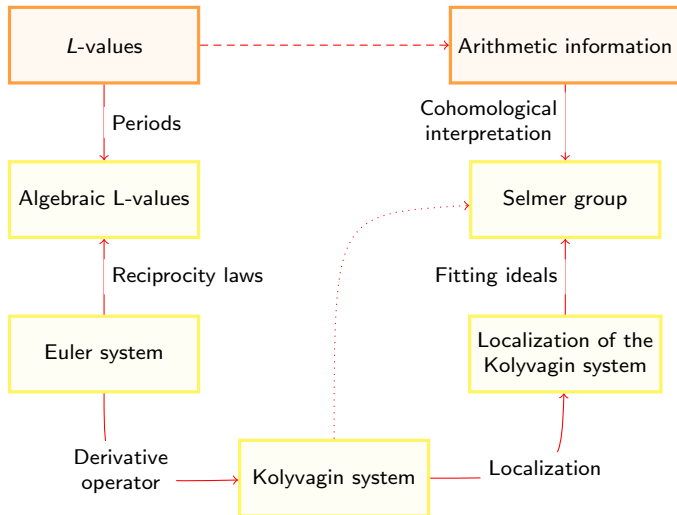 L-values
Arithmetic information
Periods
Cohomological
interpretation
Algebraic L-values
Selmer group
Reciprocity laws
Fitting ideals
Euler system
Localization of the
Kolyvagin system
Derivative
operator
Kolyvagin system
Localization